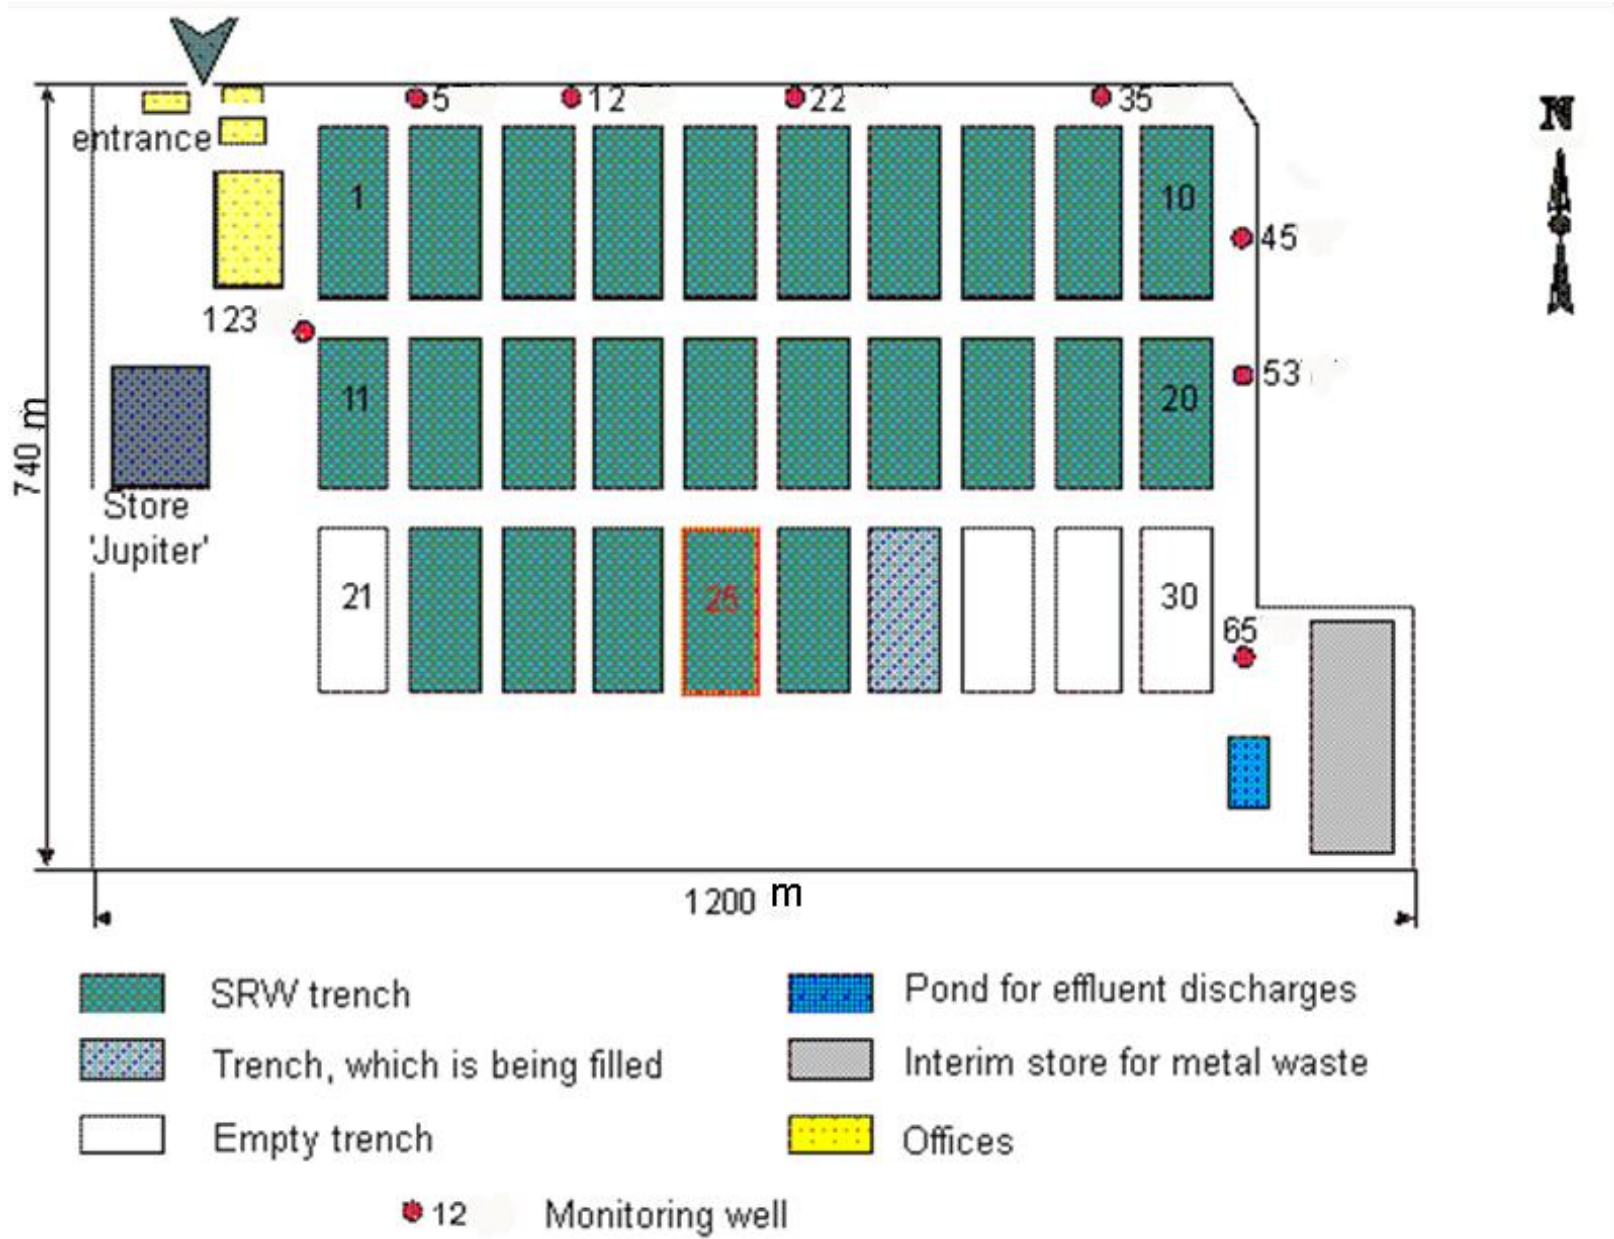 5
12
22
35
N
entrance
1
10
45
123
53
11
20
740 m
Store
'Jupiter'
21
25
30
65
1200 m
SRW trench
Pond for effluent discharges
Trench, which is being filled
Interim store for metal waste
Empty trench
Offices
12
Monitoring well